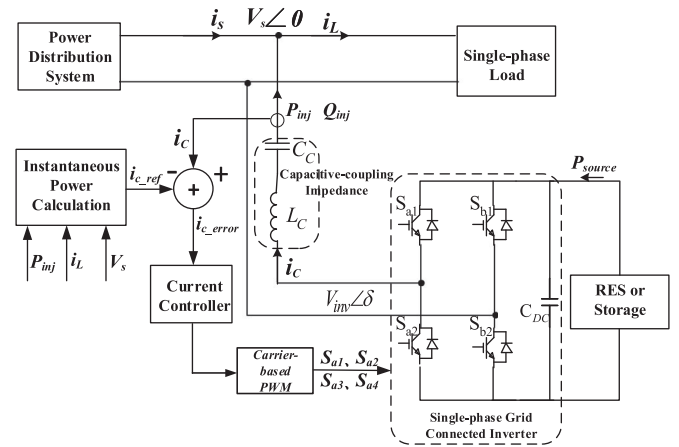 i_s
V_s∠0
i_L
Power
Distribution
System
Single-phase
Load
P_inj Q_inj
i_C
C_C
Capacitive-coupling
Impedance
L_C
i_C
Instantaneous
Power
Calculation
i_c_ref
-
+
+
i_c_error
P_inj
i_L
V_s
Current
Controller
Carrier-
based
PWM
S_a1、S_a2
S_a3、S_a4
V_inv∠δ
P_source
S_a1
S_b1
S_a2
S_b2
C_DC
RES or
Storage
Single-phase Grid
Connected Inverter